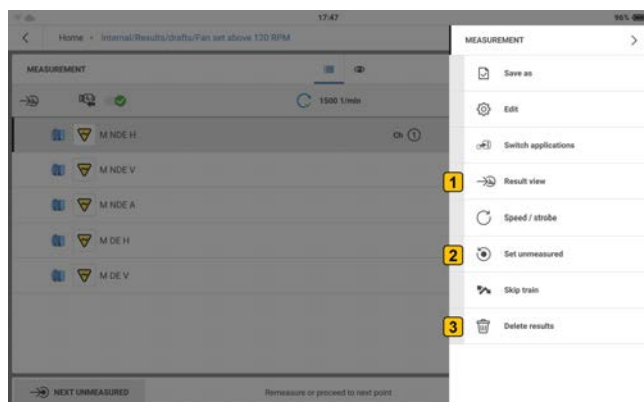 17:47
96%
Home
Internal/Results/drafts/Fan set above 120 RPM
MEASUREMENT
1500 1/min
M NDE H
Ch 1
M NDE V
M NDE A
M DE H
M DE V
NEXT UNMEASURED
Remeasure or proceed to next point
MEASUREMENT
Save as
Edit
Switch applications
1
Result view
Speed / strobe
2
Set unmeasured
Skip train
3
Delete results